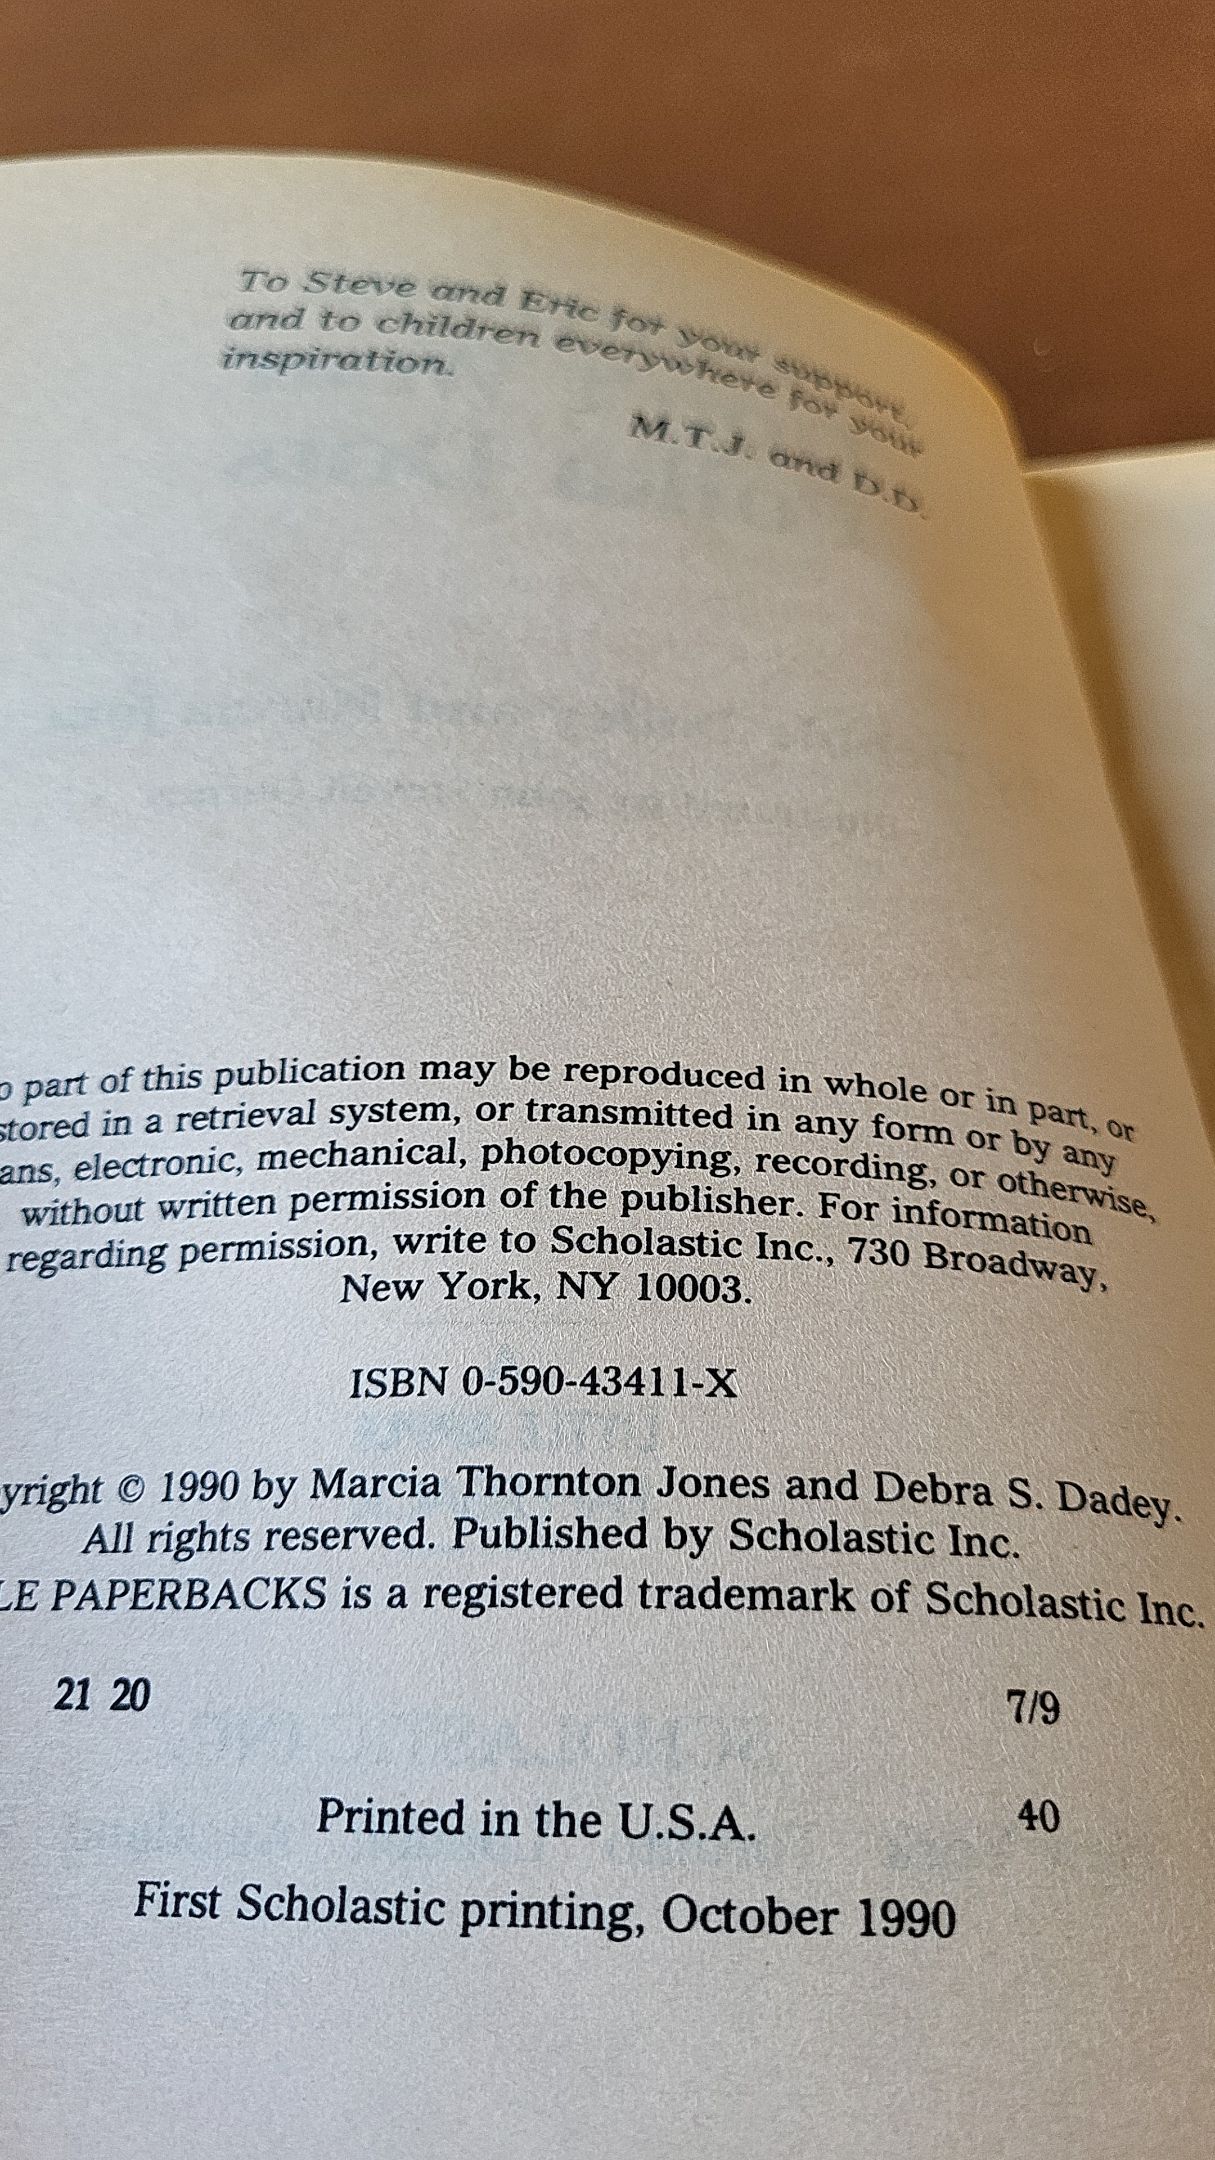 To Steve and Eric for your support,
and to children everywhere for your
inspiration.
M.T.J. and D.D.
o part of this publication may be reproduced in whole or in part, or
stored in a retrieval system, or transmitted in any form or by any
ans, electronic, mechanical, photocopying, recording, or otherwise,
without written permission of the publisher. For information
regarding permission, write to Scholastic Inc., 730 Broadway,
New York, NY 10003.
ISBN 0-590-43411-X
yright © 1990 by Marcia Thornton Jones and Debra S. Dadey.
All rights reserved. Published by Scholastic Inc.
LE PAPERBACKS is a registered trademark of Scholastic Inc.
21 20 7/9
Printed in the U.S.A. 40
First Scholastic printing, October 1990